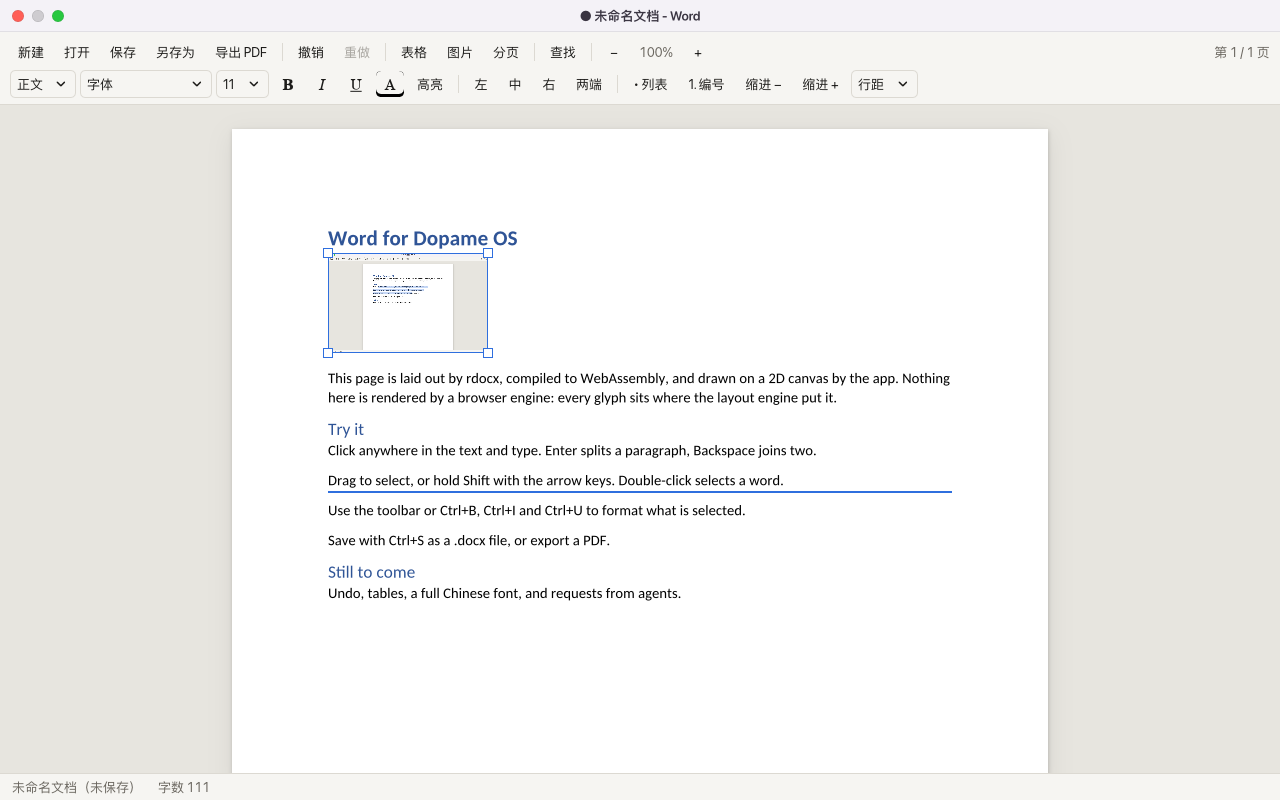 ● 未命名文档 - Word
新建 打开 保存 另存为 导出 PDF 撤销 重做 表格 图片 分页 查找 − 100% + 第 1 / 1 页
正文 字体 11 B I U A 高亮 左 中 右 两端 • 列表 1. 编号 缩进 − 缩进 + 行距
Word for Dopame OS
This page is laid out by rdocx, compiled to WebAssembly, and drawn on a 2D canvas by the app. Nothing
here is rendered by a browser engine: every glyph sits where the layout engine put it.
Try it
Click anywhere in the text and type. Enter splits a paragraph, Backspace joins two.
Drag to select, or hold Shift with the arrow keys. Double-click selects a word.
Use the toolbar or Ctrl+B, Ctrl+I and Ctrl+U to format what is selected.
Save with Ctrl+S as a .docx file, or export a PDF.
Still to come
Undo, tables, a full Chinese font, and requests from agents.
未命名文档（未保存） 字数 111